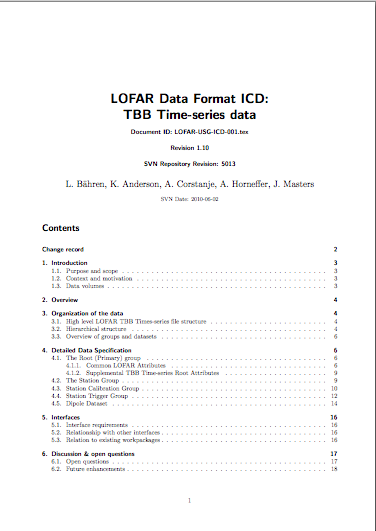 LOFAR Data Format ICD:
TBB Time-series data
Document ID: LOFAR-USG-ICD-001.tex
Revision 1.10
SVN Repository Revision: 5013
L. Bähren, K. Anderson, A. Corstanje, A. Horneffer, J. Masters
SVN Date: 2010-06-02
Contents
Change record 2
1. Introduction 3
1.1. Purpose and scope 3
1.2. Context and motivation 3
1.3. Data volumes 3
2. Overview 4
3. Organization of the data 4
3.1. High level LOFAR TBB Times-series file structure 4
3.2. Hierarchical structure 4
3.3. Overview of groups and datasets 6
4. Detailed Data Specification 6
4.1. The Root (Primary) group 6
4.1.1. Common LOFAR Attributes 6
4.1.2. Supplemental TBB Time-series Root Attributes 9
4.2. The Station Group 9
4.3. Station Calibration Group 10
4.4. Station Trigger Group 12
4.5. Dipole Dataset 14
5. Interfaces 16
5.1. Interface requirements 16
5.2. Relationship with other interfaces 16
5.3. Relation to existing workpackages 16
6. Discussion & open questions 17
6.1. Open questions 17
6.2. Future enhancements 18
1